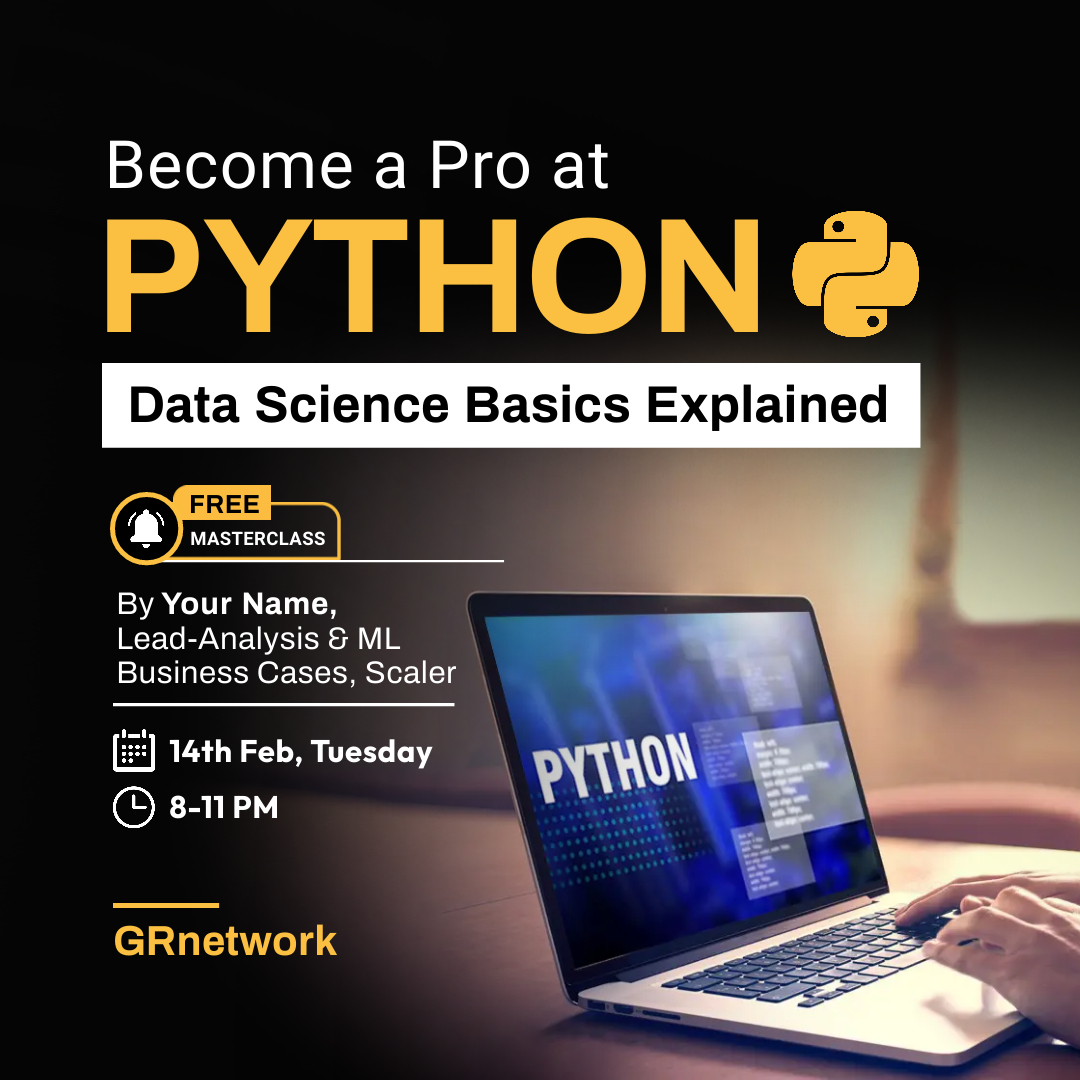 Become a Pro at
PYTHON
Data Science Basics Explained
FREE
MASTERCLASS
By Your Name,
Lead-Analysis & ML
Business Cases, Scaler
14th Feb, Tuesday
8-11 PM
GRnetwork
PYTHON